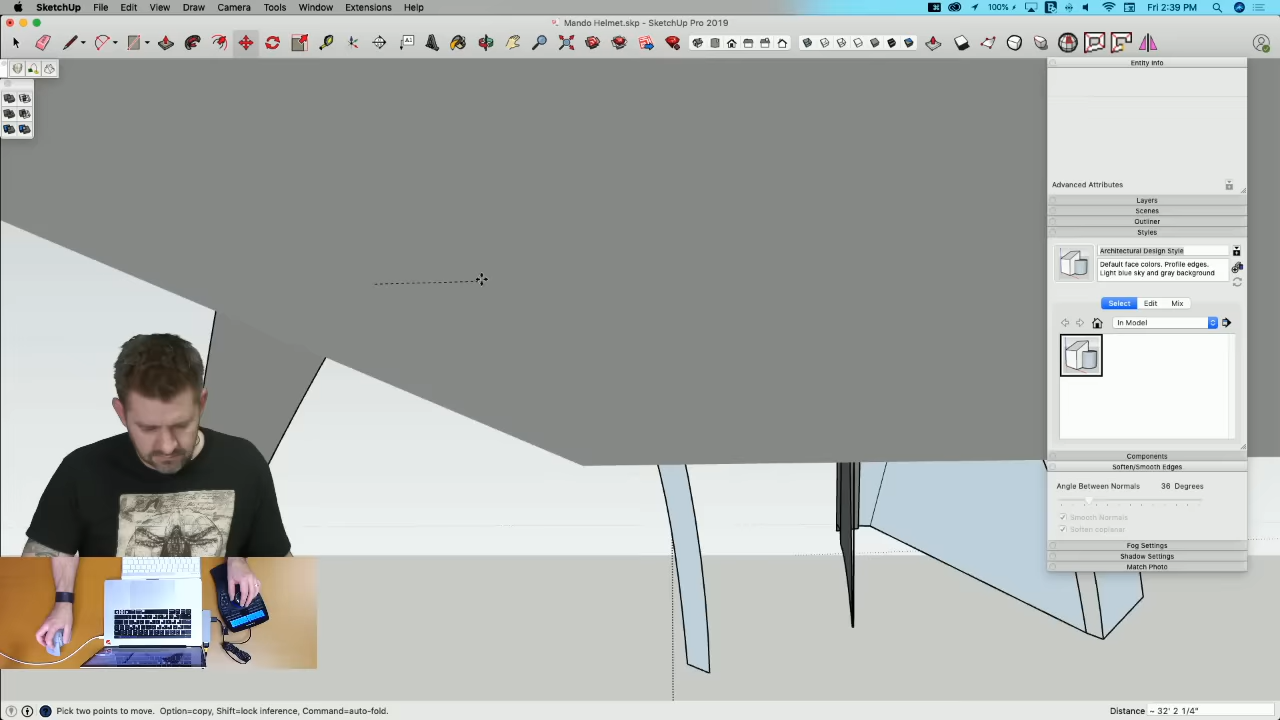 SketchUp File Edit View Draw Camera Tools Window Extensions Help 100% Fri 2:39 PM
Mando Helmet.skp - SketchUp Pro 2019
Entity Info
Advanced Attributes
Layers
Scenes
Outliner
Styles
Architectural Design Style
Default face colors. Profile edges.
Light blue sky and gray background
Select Edit Mix
In Model
Components
Soften/Smooth Edges
Angle Between Normals 36 Degrees
Smooth Normals
Soften coplanar
Fog Settings
Shadow Settings
Match Photo
Pick two points to move. Option=copy, Shift=lock inference, Command=auto-fold. Distance ~ 32' 2 1/4"